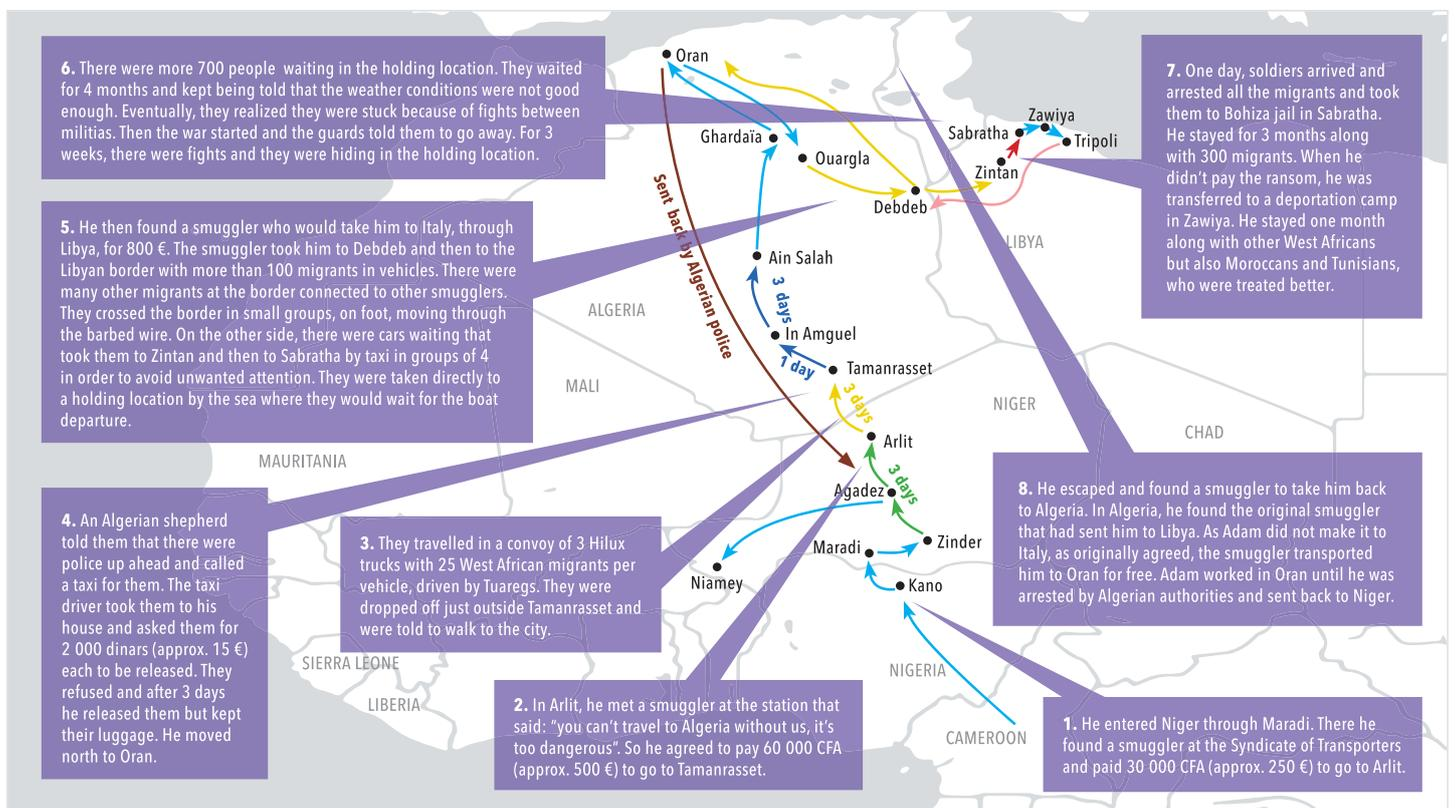 6. There were more 700 people waiting in the holding location. They waited
for 4 months and kept being told that the weather conditions were not good
enough. Eventually, they realized they were stuck because of fights between
militias. Then the war started and the guards told them to go away. For 3
weeks, there were fights and they were hiding in the holding location.
5. He then found a smuggler who would take him to Italy, through
Libya, for 800 €. The smuggler took him to Debdeb and then to the
Libyan border with more than 100 migrants in vehicles. There were
many other migrants at the border connected to other smugglers.
They crossed the border in small groups, on foot, moving through
the barbed wire. On the other side, there were cars waiting that
took them to Zintan and then to Sabratha by taxi in groups of 4
in order to avoid unwanted attention. They were taken directly to
a holding location by the sea where they would wait for the boat
departure.
4. An Algerian shepherd
told them that there were
police up ahead and called
a taxi for them. The taxi
driver took them to his
house and asked them for
2 000 dinars (approx. 15 €)
each to be released. They
refused and after 3 days
he released them but kept
their luggage. He moved
north to Oran.
3. They travelled in a convoy of 3 Hilux
trucks with 25 West African migrants per
vehicle, driven by Tuaregs. They were
dropped off just outside Tamanrasset and
were told to walk to the city.
2. In Arlit, he met a smuggler at the station that
said: "you can't travel to Algeria without us, it's
too dangerous". So he agreed to pay 60 000 CFA
(approx. 500 €) to go to Tamanrasset.
7. One day, soldiers arrived and
arrested all the migrants and took
them to Bohiza jail in Sabratha.
He stayed for 3 months along
with 300 migrants. When he
didn't pay the ransom, he was
transferred to a deportation camp
in Zawiya. He stayed one month
along with other West Africans
but also Moroccans and Tunisians,
who were treated better.
8. He escaped and found a smuggler to take him back
to Algeria. In Algeria, he found the original smuggler
that had sent him to Libya. As Adam did not make it to
Italy, as originally agreed, the smuggler transported
him to Oran for free. Adam worked in Oran until he was
arrested by Algerian authorities and sent back to Niger.
1. He entered Niger through Maradi. There he
found a smuggler at the Syndicate of Transporters
and paid 30 000 CFA (approx. 250 €) to go to Arlit.
Oran
Ghardaïa
Ouargla
Debdeb
Sabratha
Zawiya
Tripoli
Zintan
LIBYA
Ain Salah
Sent back by Algerian police
3 days
ALGERIA
In Amguel
1 day
Tamanrasset
MALI
3 days
NIGER
CHAD
Arlit
MAURITANIA
3 days
Agadez
Zinder
Maradi
Niamey
Kano
SIERRA LEONE
NIGERIA
LIBERIA
CAMEROON